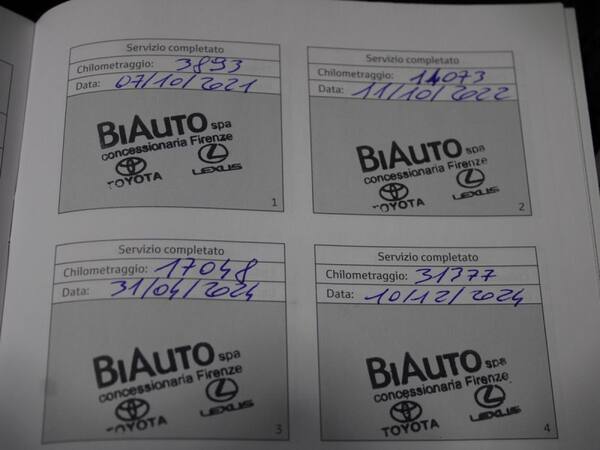 Servizio completato
Chilometraggio: 3893
Data: 07/10/2021
BIAUTO spa
concessionaria Firenze
TOYOTA LEXUS
1
Servizio completato
Chilometraggio: 14073
Data: 11/10/2022
BIAUTO spa
concessionaria Firenze
TOYOTA LEXUS
2
Servizio completato
Chilometraggio: 17048
Data: 31/04/2024
BIAUTO spa
concessionaria Firenze
TOYOTA LEXUS
3
Servizio completato
Chilometraggio: 31377
Data: 10/12/2024
BIAUTO spa
concessionaria Firenze
TOYOTA LEXUS
4